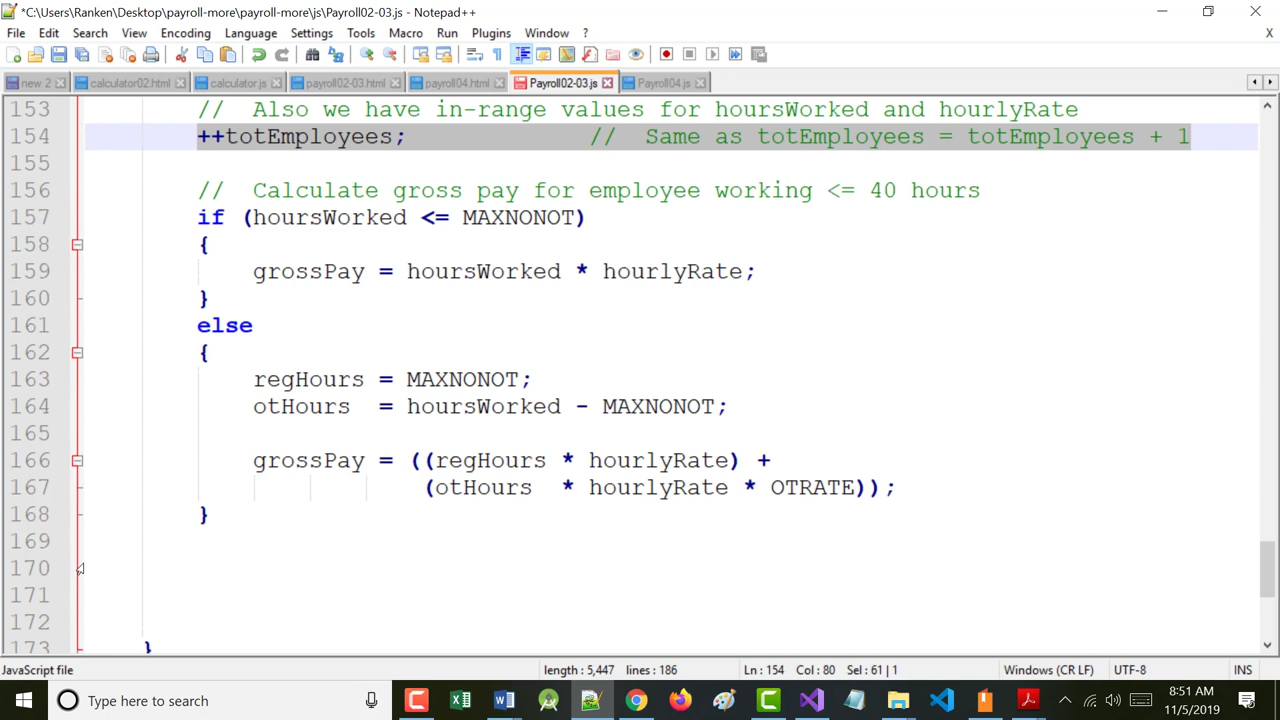 *C:\Users\Ranken\Desktop\payroll-more\payroll-more\js\Payroll02-03.js - Notepad++
File Edit Search View Encoding Language Settings Tools Macro Run Plugins Window ? X
new 2 calculator02.html calculator.js payroll02-03.html payroll04.html Payroll02-03.js Payroll04.js
153 // Also we have in-range values for hoursWorked and hourlyRate
154 ++totEmployees; // Same as totEmployees = totEmployees + 1
155
156 // Calculate gross pay for employee working <= 40 hours
157 if (hoursWorked <= MAXNONOT)
158 {
159 grossPay = hoursWorked * hourlyRate;
160 }
161 else
162 {
163 regHours = MAXNONOT;
164 otHours = hoursWorked - MAXNONOT;
165
166 grossPay = ((regHours * hourlyRate) +
167 (otHours * hourlyRate * OTRATE));
168 }
169
170
171
172
173 }
JavaScript file length : 5,447 lines : 186 Ln : 154 Col : 80 Sel : 61 | 1 Windows (CR LF) UTF-8 INS
Type here to search
8:51 AM
11/5/2019